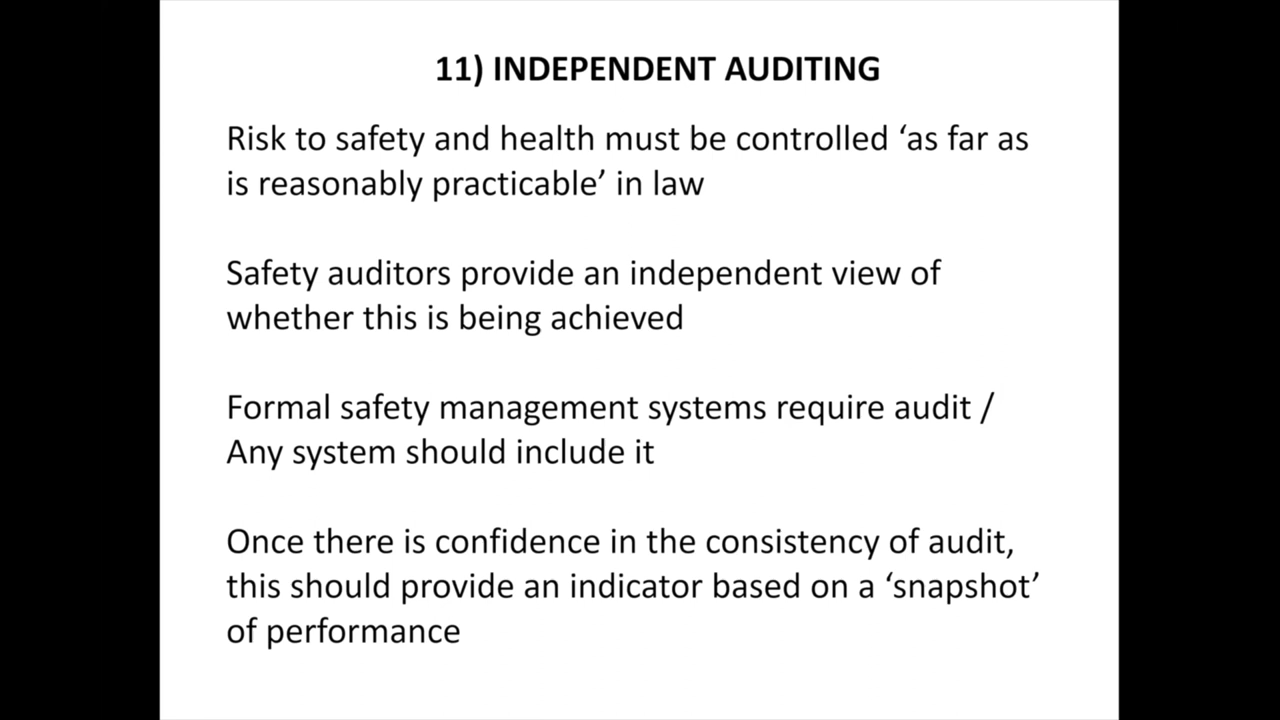 11) INDEPENDENT AUDITING
Risk to safety and health must be controlled ‘as far as
is reasonably practicable’ in law
Safety auditors provide an independent view of
whether this is being achieved
Formal safety management systems require audit /
Any system should include it
Once there is confidence in the consistency of audit,
this should provide an indicator based on a ‘snapshot’
of performance